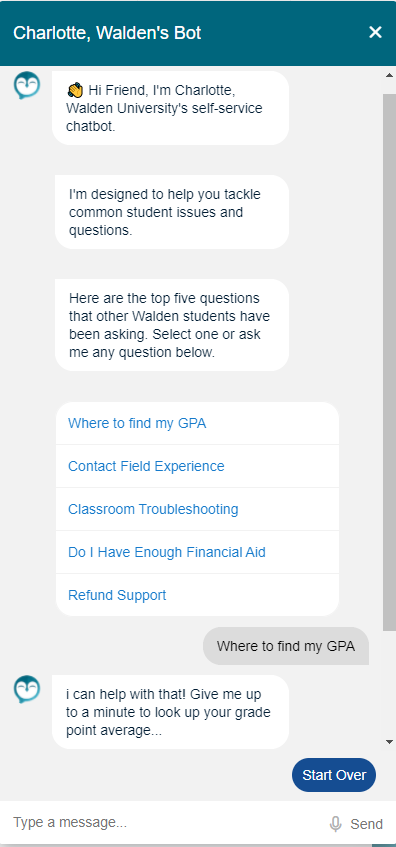 Charlotte, Walden's Bot
👋 Hi Friend, I'm Charlotte,
Walden University's self-service
chatbot.
I'm designed to help you tackle
common student issues and
questions.
Here are the top five questions
that other Walden students have
been asking. Select one or ask
me any question below.
Where to find my GPA
Contact Field Experience
Classroom Troubleshooting
Do I Have Enough Financial Aid
Refund Support
Where to find my GPA
i can help with that! Give me up
to a minute to look up your grade
point average...
Start Over
Type a message...
Send